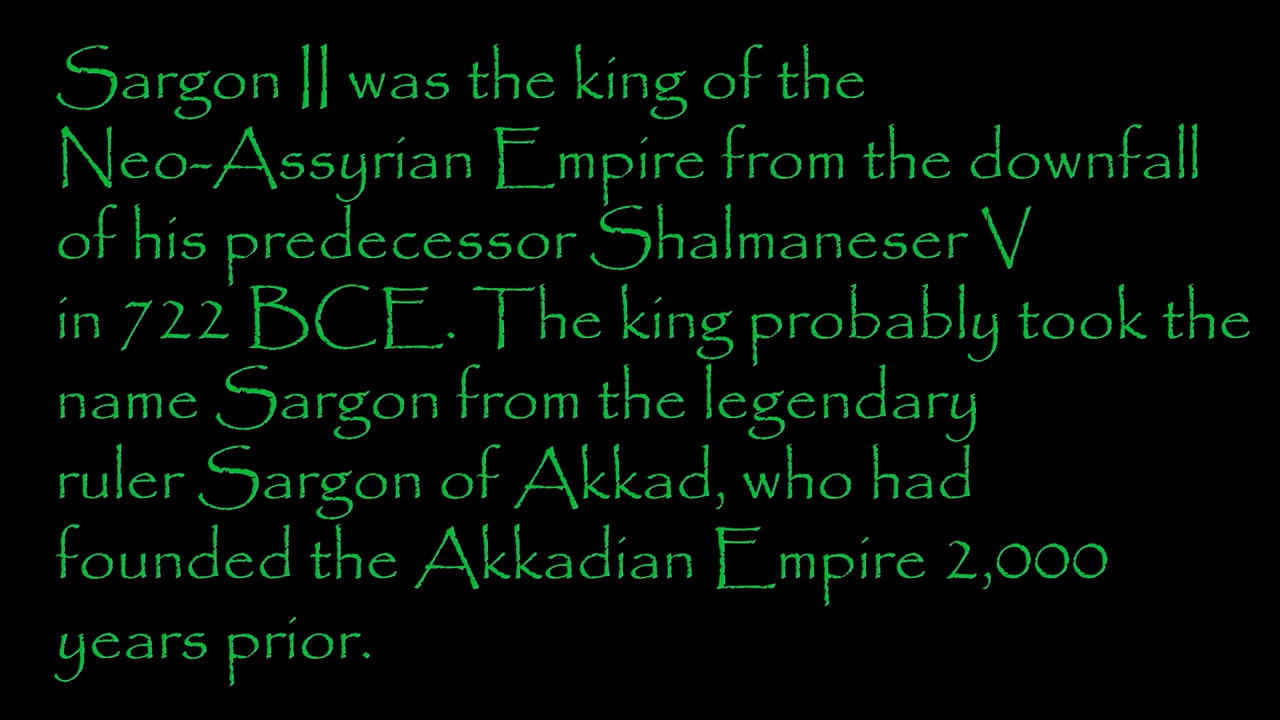 Sargon II was the king of the
Neo-Assyrian Empire from the downfall
of his predecessor Shalmaneser V
in 722 BCE. The king probably took the
name Sargon from the legendary
ruler Sargon of Akkad, who had
founded the Akkadian Empire 2,000
years prior.